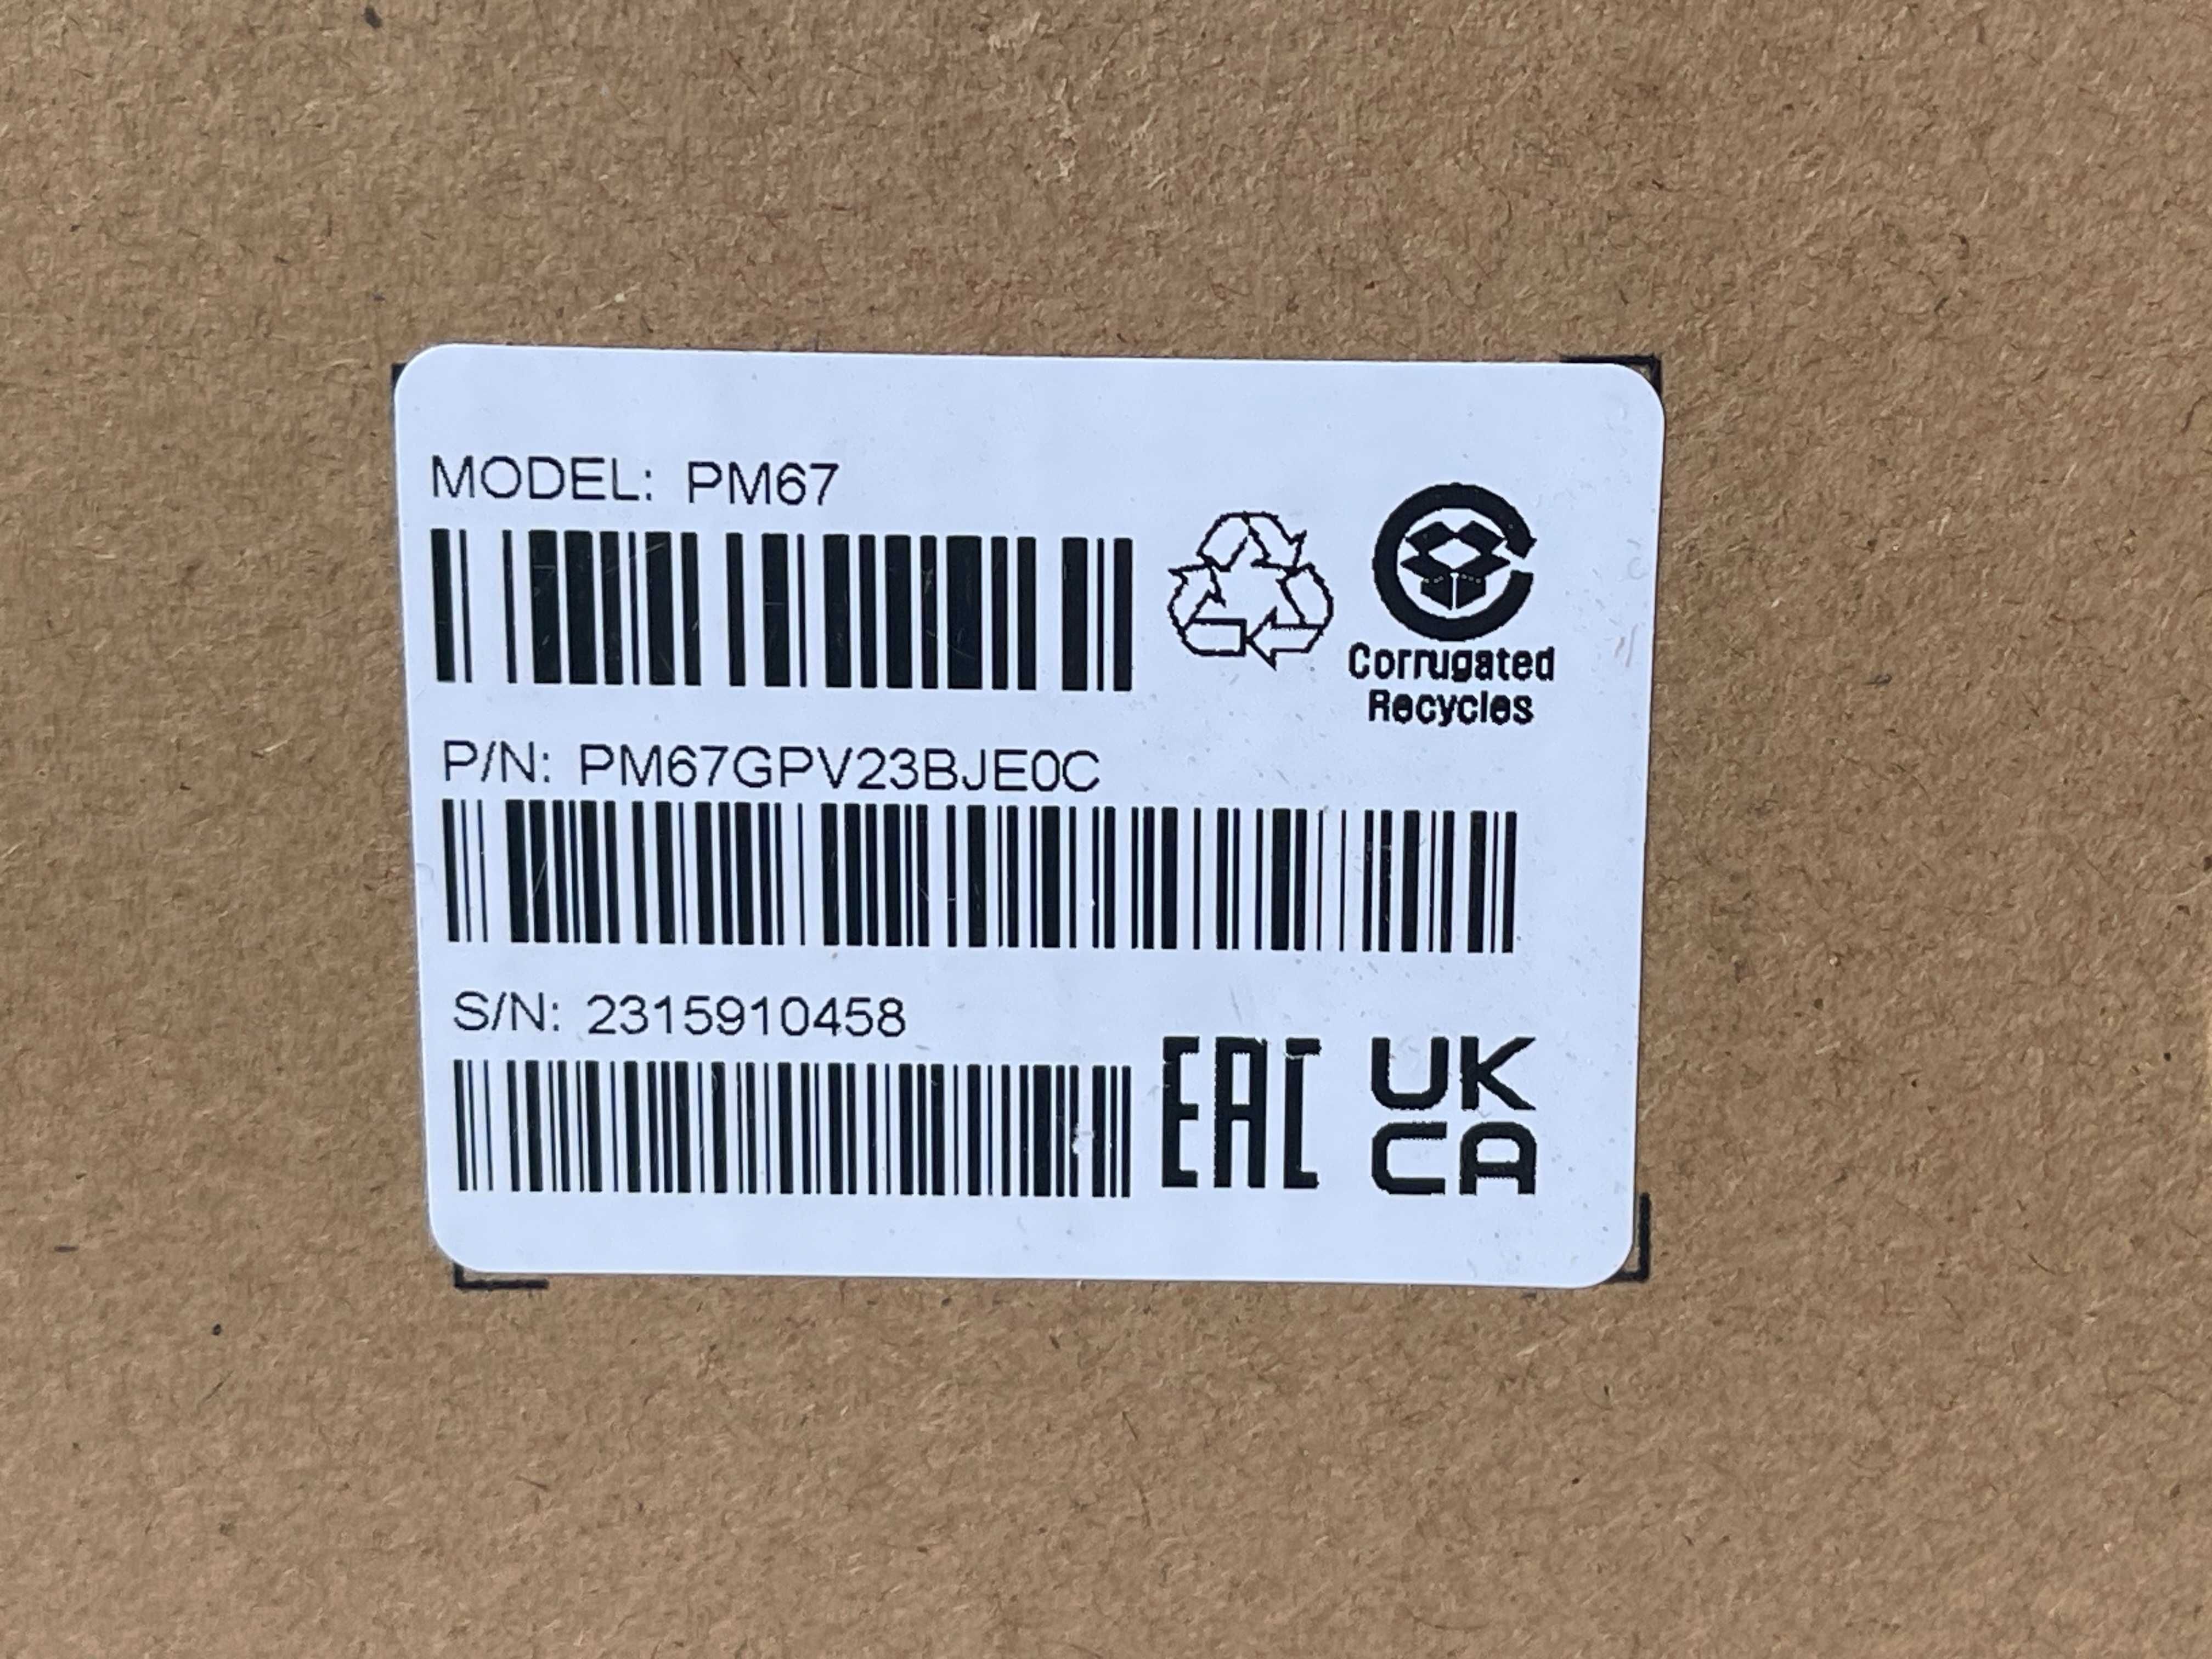 MODEL: PM67
Corrugated
Recycles
P/N: PM67GPV23BJE0C
S/N: 2315910458
EAC
UK
CA